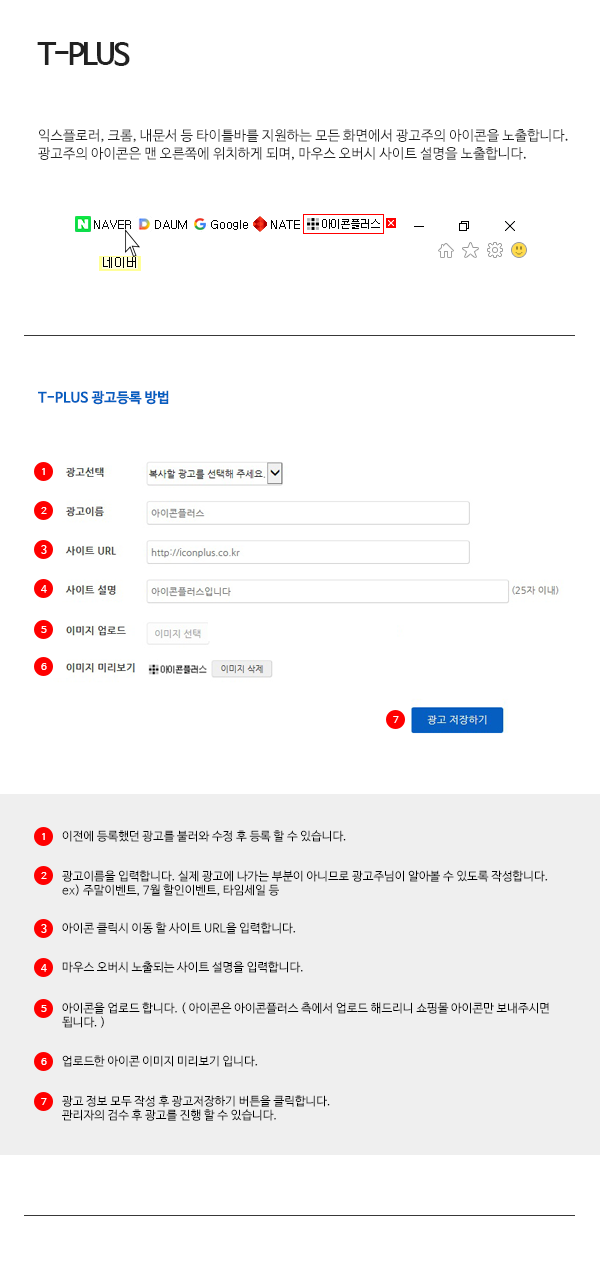 T-PLUS
익스플로러, 크롬, 내문서 등 타이틀바를 지원하는 모든 화면에서 광고주의 아이콘을 노출합니다.
광고주의 아이콘은 맨 오른쪽에 위치하게 되며, 마우스 오버시 사이트 설명을 노출합니다.
NAVER DAUM Google NATE 아이콘플러스
네이버
T-PLUS 광고등록 방법
1 광고선택 복사할 광고를 선택해 주세요.
2 광고이름 아이콘플러스
3 사이트 URL http://iconplus.co.kr
4 사이트 설명 아이콘플러스입니다 (25자 이내)
5 이미지 업로드 이미지 선택
6 이미지 미리보기 아이콘플러스 이미지 삭제
7 광고 저장하기
1 이전에 등록했던 광고를 불러와 수정 후 등록 할 수 있습니다.
2 광고이름을 입력합니다. 실제 광고에 나가는 부분이 아니므로 광고주님이 알아볼 수 있도록 작성합니다.
ex) 주말이벤트, 7월 할인이벤트, 타임세일 등
3 아이콘 클릭시 이동 할 사이트 URL을 입력합니다.
4 마우스 오버시 노출되는 사이트 설명을 입력합니다.
5 아이콘을 업로드 합니다. ( 아이콘은 아이콘플러스 측에서 업로드 해드리니 쇼핑몰 아이콘만 보내주시면
됩니다. )
6 업로드한 아이콘 이미지 미리보기 입니다.
7 광고 정보 모두 작성 후 광고저장하기 버튼을 클릭합니다.
관리자의 검수 후 광고를 진행 할 수 있습니다.